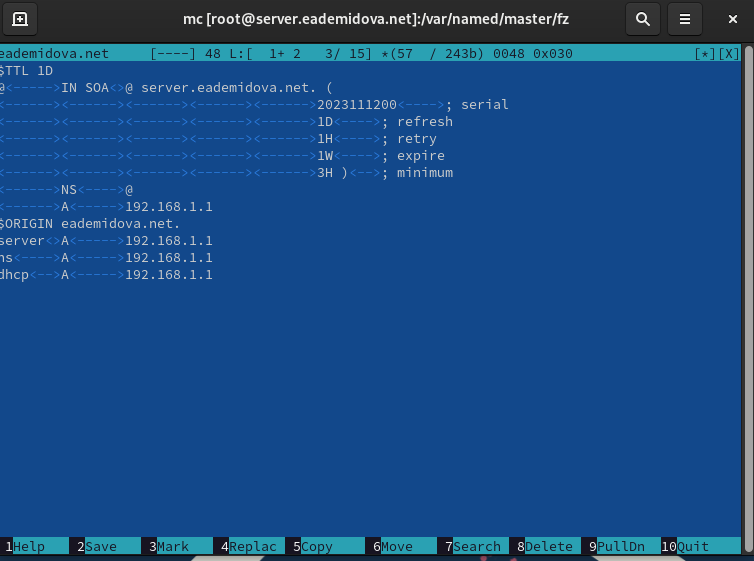 mc [root@server.eademidova.net]:/var/named/master/fz
eademidova.net [----] 48 L:[ 1+ 2 3/ 15] *(57 / 243b) 0048 0x030 [*][X]
$TTL 1D
@<----->IN SOA<>@ server.eademidova.net. (
<------><------><------><------><------>2023111200<---->; serial
<------><------><------><------><------>1D<---->; refresh
<------><------><------><------><------>1H<---->; retry
<------><------><------><------><------>1W<---->; expire
<------><------><------><------><------>3H )<-->; minimum
<------>NS<---->@
<------>A<----->192.168.1.1
$ORIGIN eademidova.net.
server<>A<----->192.168.1.1
ns<---->A<----->192.168.1.1
dhcp<-->A<----->192.168.1.1
1Help 2Save 3Mark 4Replac 5Copy 6Move 7Search 8Delete 9PullDn 10Quit